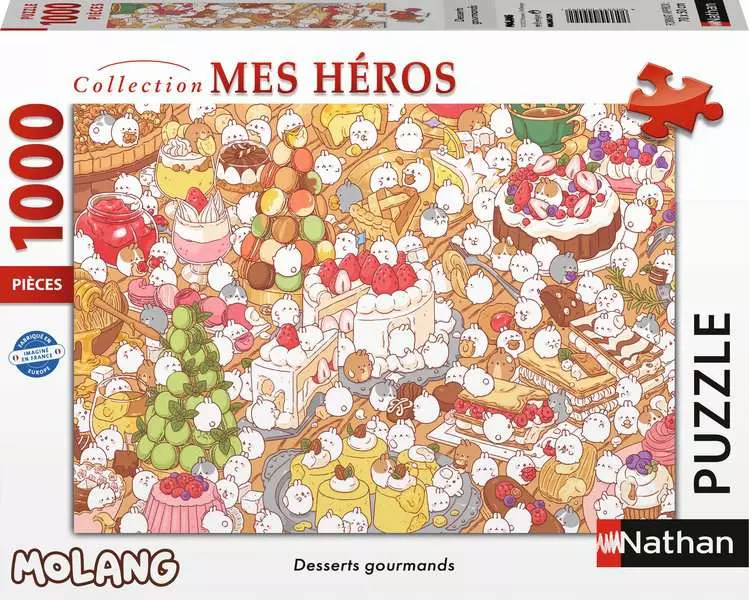 PUZZLE
1000
PIÈCES
Desserts
gourmands
Nathan
Collection MES HÉROS
1000
PIÈCES
FABRIQUÉ EN
IMAGINÉ
EN FRANCE
EUROPE
PUZZLE
Nathan
MOLANG
Desserts gourmands